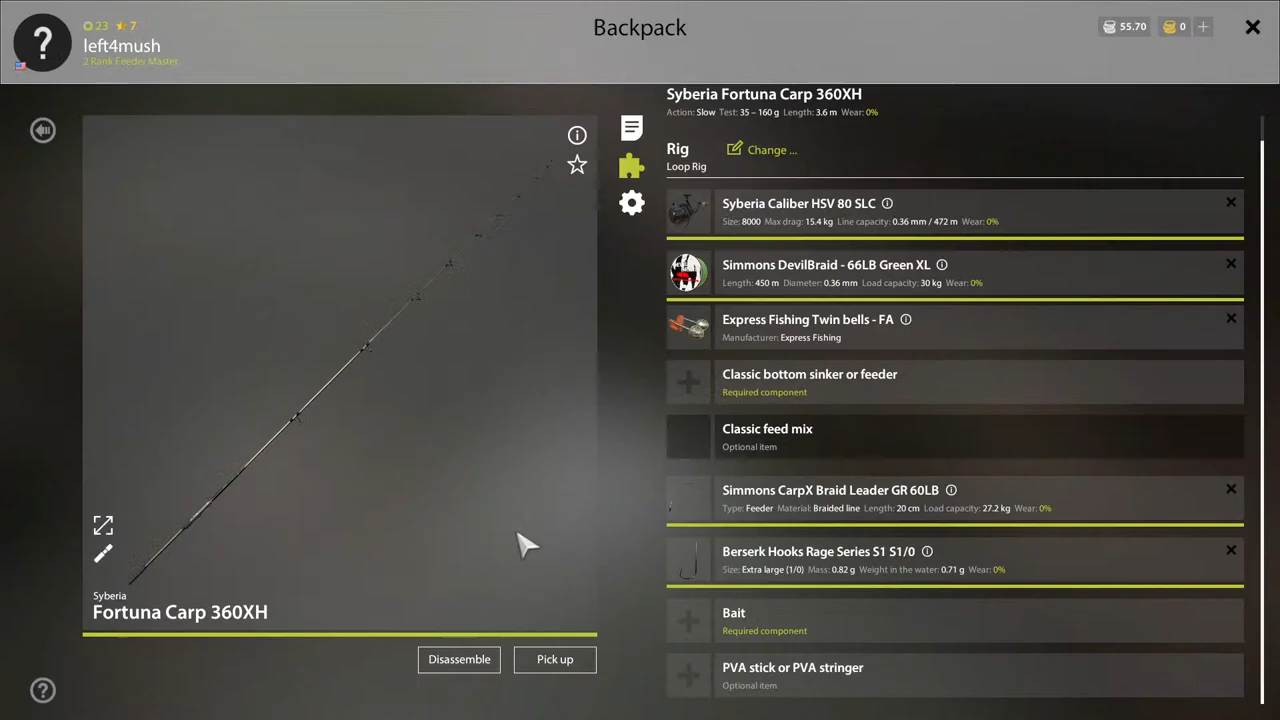 Backpack
23 7
left4mush
2 Rank Feeder Master
55.70
0
Syberia Fortuna Carp 360XH
Action: Slow Test: 35 – 160 g Length: 3.6 m Wear: 0%
Rig
Change ...
Loop Rig
Syberia Caliber HSV 80 SLC
Size: 8000 Max drag: 15.4 kg Line capacity: 0.36 mm / 472 m Wear: 0%
Simmons DevilBraid - 66LB Green XL
Length: 450 m Diameter: 0.36 mm Load capacity: 30 kg Wear: 0%
Express Fishing Twin bells - FA
Manufacturer: Express Fishing
Classic bottom sinker or feeder
Required component
Classic feed mix
Optional item
Simmons CarpX Braid Leader GR 60LB
Type: Feeder Material: Braided line Length: 20 cm Load capacity: 27.2 kg Wear: 0%
Berserk Hooks Rage Series S1 S1/0
Size: Extra large (1/0) Mass: 0.82 g Weight in the water: 0.71 g Wear: 0%
Bait
Required component
PVA stick or PVA stringer
Optional item
Syberia
Fortuna Carp 360XH
Disassemble
Pick up